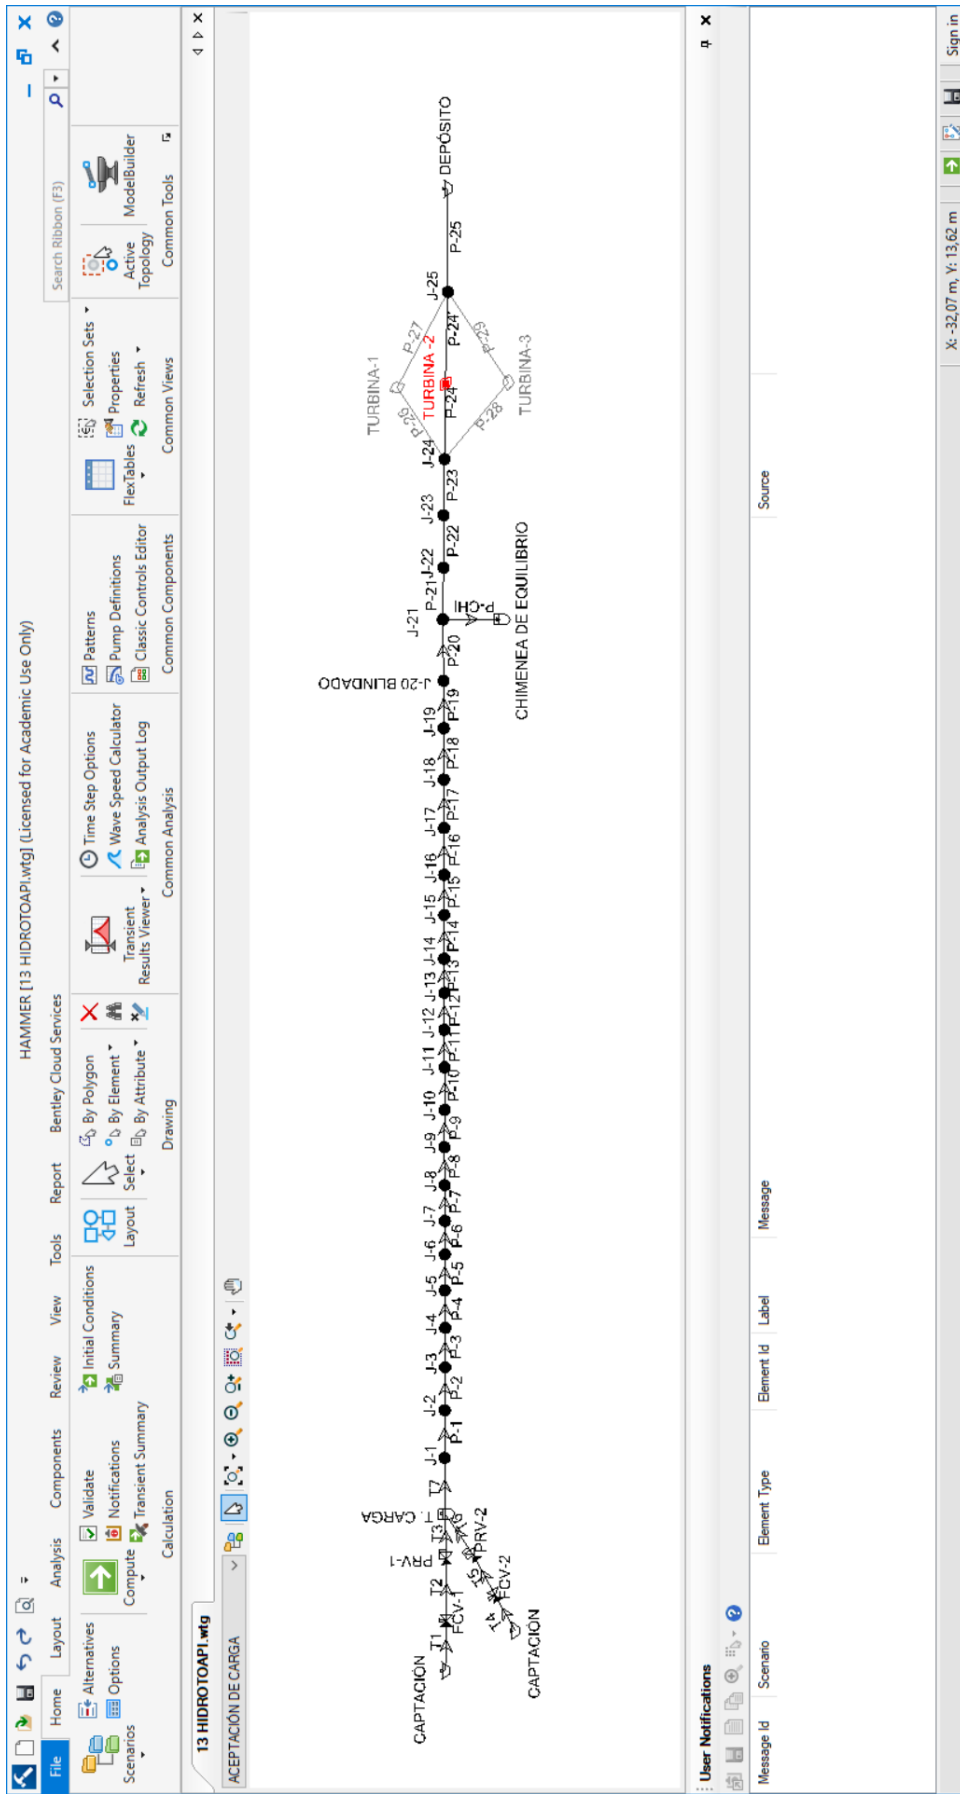 HAMMER [13 HIDROTOAPI.wtg] (Licensed for Academic Use Only)
File Home Layout Analysis Components Review View Tools Report Bentley Cloud Services
Search Ribbon (F3)
Scenarios
Alternatives
Options
Compute
Validate
Notifications
Transient Summary
Initial Conditions
Summary
Calculation
Layout
Select
By Polygon
By Element
By Attribute
Drawing
Transient
Results Viewer
Time Step Options
Wave Speed Calculator
Analysis Output Log
Common Analysis
Patterns
Pump Definitions
Classic Controls Editor
Common Components
FlexTables
Selection Sets
Properties
Refresh
Common Views
Active
Topology
ModelBuilder
Common Tools
13 HIDROTOAPI.wtg
ACEPTACIÓN DE CARGA
CAPTACIÓN
T1
FCV-1
T2
PRV-1
T3
T. CARGA
T7
CAPTACIÓN
T4
FCV-2
T5
PRV-2
J-1 J-2 J-3 J-4 J-5 J-6 J-7 J-8 J-9 J-10 J-11 J-12 J-13 J-14 J-15 J-16 J-17 J-18 J-19 J-20 BLINDADO J-21 J-22 J-23 J-24 J-25
P-1 P-2 P-3 P-4 P-5 P-6 P-7 P-8 P-9 P-10 P-11 P-12 P-13 P-14 P-15 P-16 P-17 P-18 P-19 P-20 P-21 P-22 P-23 P-24 P-24' P-25
P-CHI
CHIMENEA DE EQUILIBRIO
TURBINA-1
P-26
P-27
TURBINA -2
P-28
P-29
TURBINA-3
DEPÓSITO
User Notifications
Message Id Scenario Element Type Element Id Label Message Source
X: -32,07 m, Y: 13,62 m
Sign in